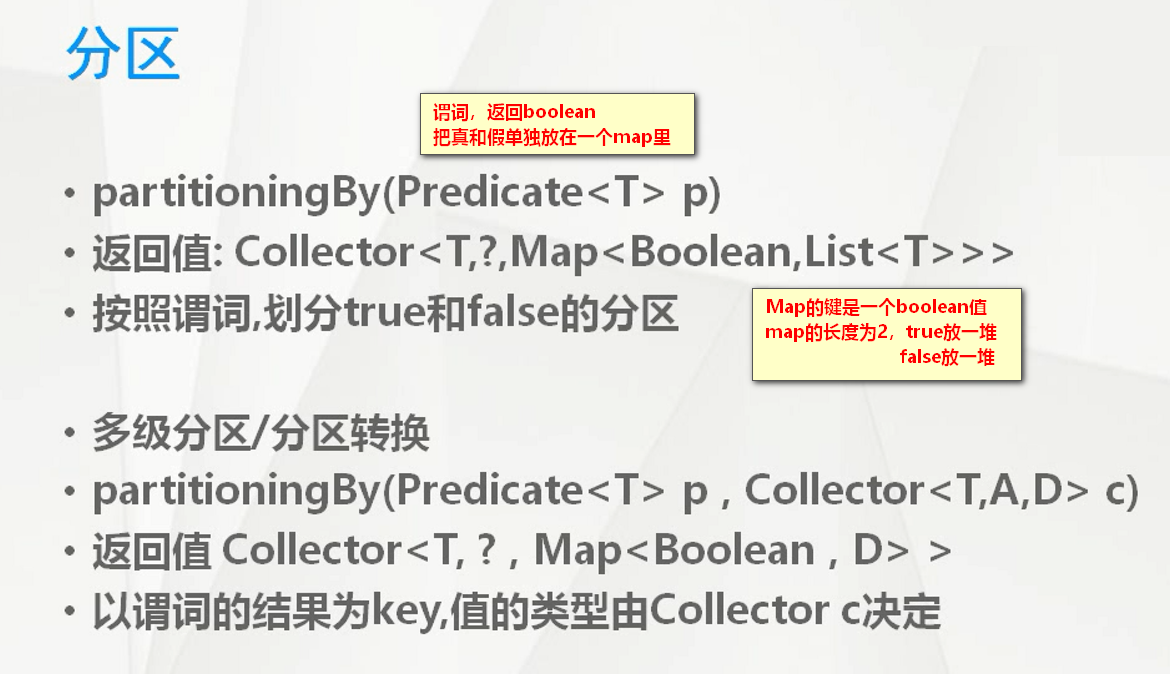 分区
谓词，返回boolean
把真和假单独放在一个map里
• partitioningBy(Predicate<T> p)
• 返回值: Collector<T,?,Map<Boolean,List<T>>>
• 按照谓词,划分true和false的分区
Map的键是一个boolean值
map的长度为2，true放一堆
false放一堆
• 多级分区/分区转换
• partitioningBy(Predicate<T> p , Collector<T,A,D> c)
• 返回值 Collector<T, ? , Map<Boolean , D> >
• 以谓词的结果为key,值的类型由Collector c决定